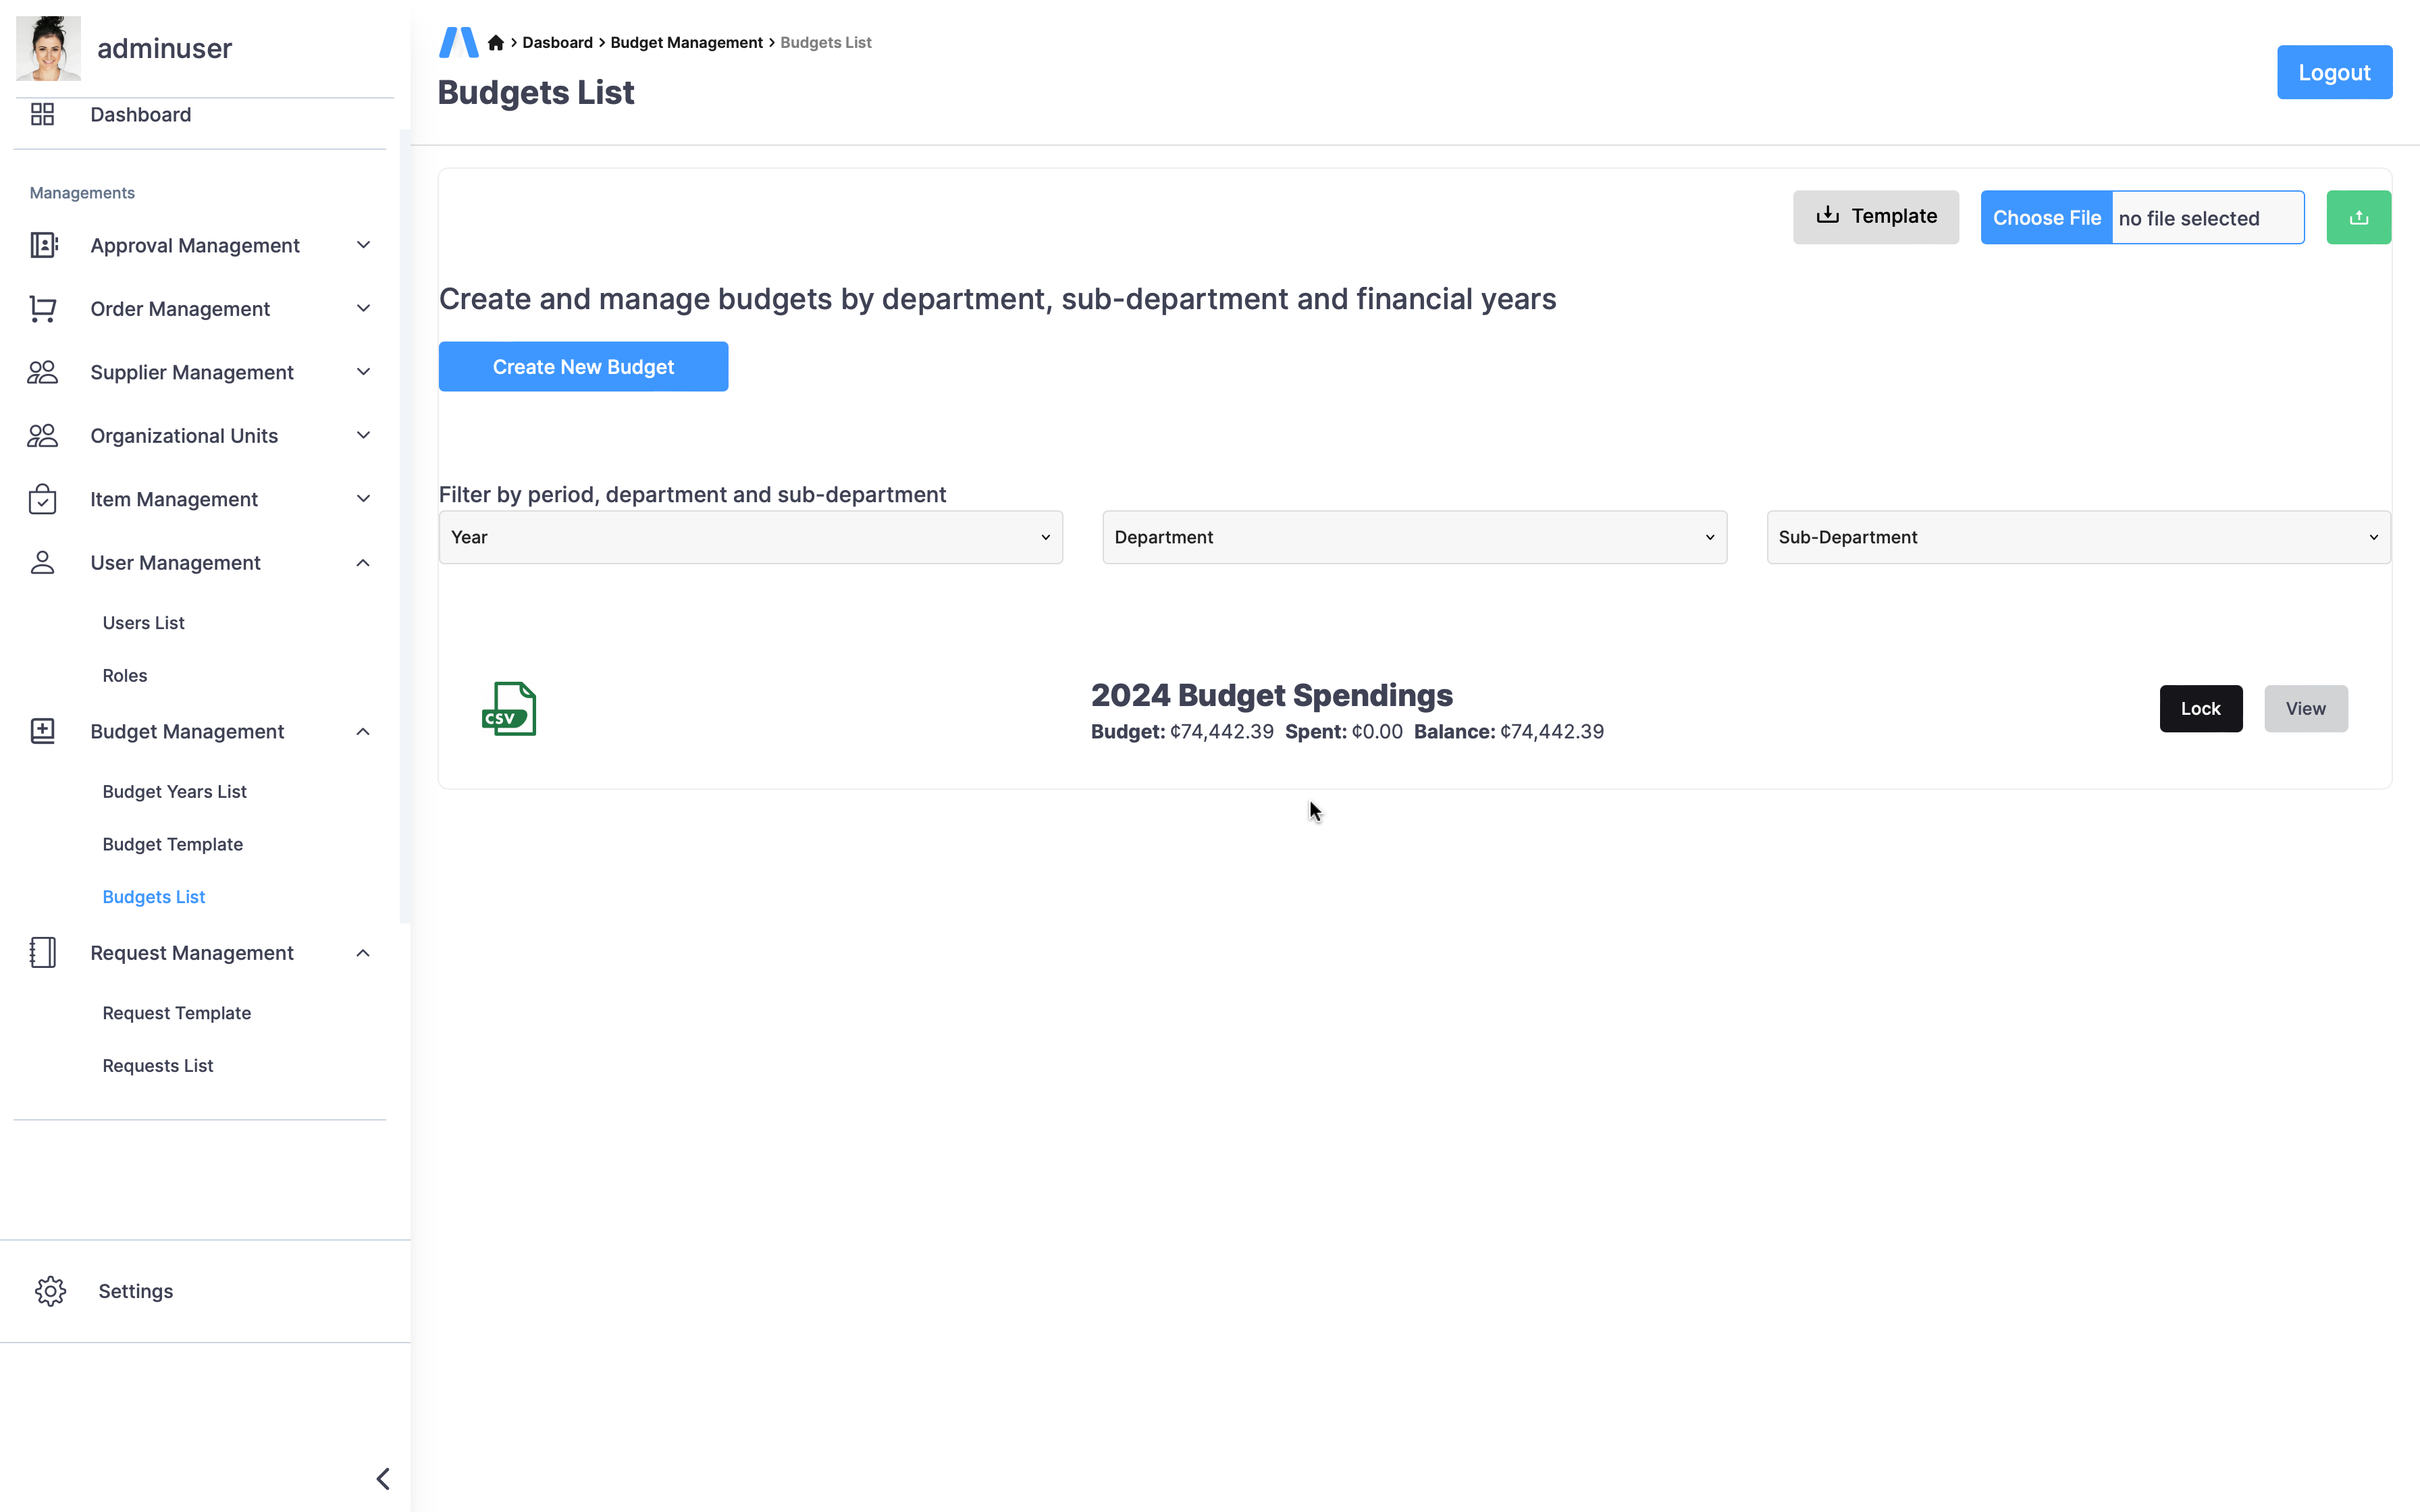 adminuser
Dashboard
Managements
Approval Management
Order Management
Supplier Management
Organizational Units
Item Management
User Management
Users List
Roles
Budget Management
Budget Years List
Budget Template
Budgets List
Request Management
Request Template
Requests List
Settings
Dasboard > Budget Management > Budgets List
Budgets List
Logout
Template
Choose File no file selected
Create and manage budgets by department, sub-department and financial years
Create New Budget
Filter by period, department and sub-department
Year
Department
Sub-Department
CSV
2024 Budget Spendings
Budget: ¢74,442.39 Spent: ¢0.00 Balance: ¢74,442.39
Lock
View